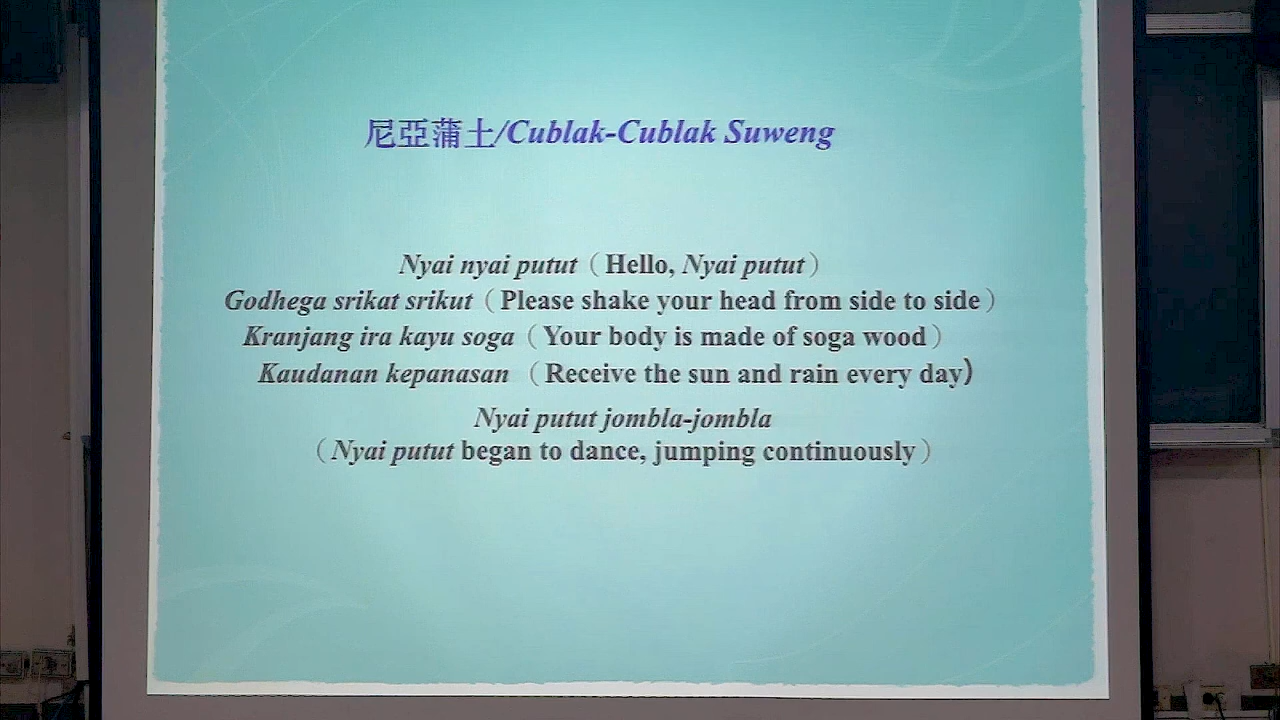 尼亞蒲土/Cublak-Cublak Suweng
Nyai nyai putut（Hello, Nyai putut）
Godhega srikat srikut（Please shake your head from side to side）
Kranjang ira kayu soga（Your body is made of soga wood）
Kaudanan kepanasan （Receive the sun and rain every day)
Nyai putut jombla-jombla
（Nyai putut began to dance, jumping continuously）